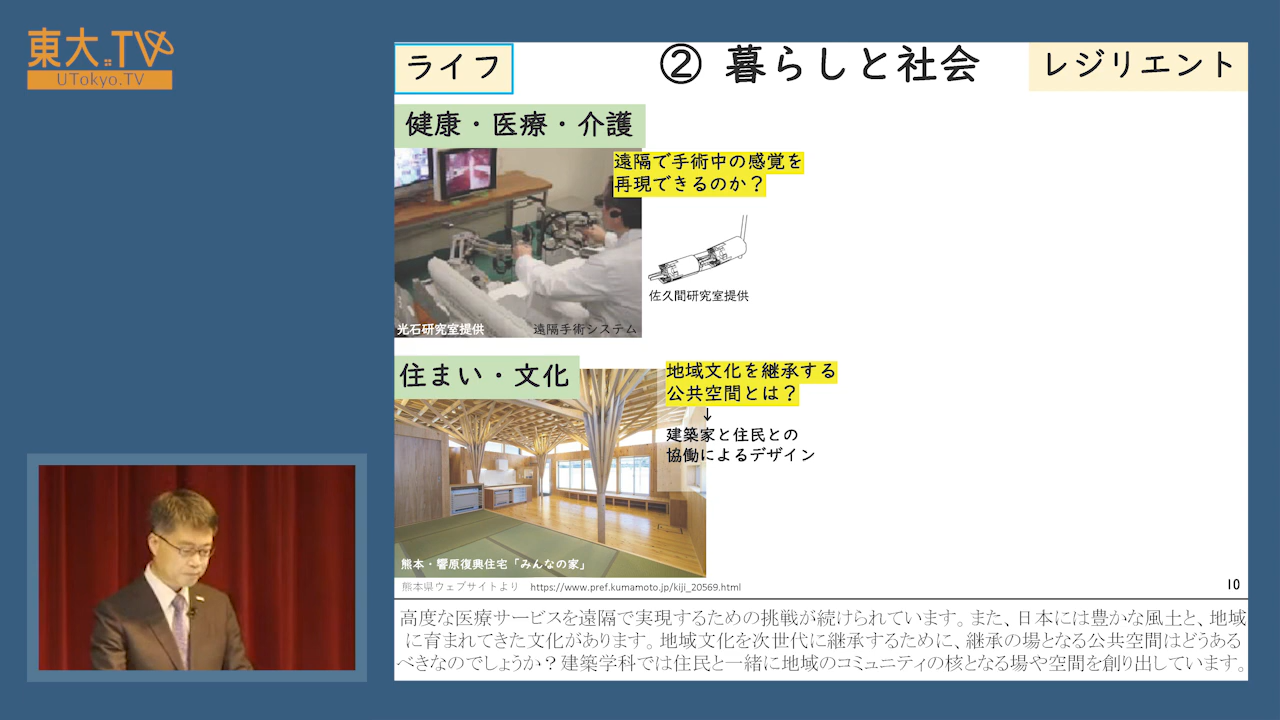 東大.TV
UTokyo.TV
ライフ
② 暮らしと社会
レジリエント
健康・医療・介護
遠隔で手術中の感覚を
再現できるのか?
佐久間研究室提供
光石研究室提供
遠隔手術システム
住まい・文化
地域文化を継承する
公共空間とは?
↓
建築家と住民との
協働によるデザイン
熊本・響原復興住宅「みんなの家」
熊本県ウェブサイトより https://www.pref.kumamoto.jp/kiji_20569.html
10
高度な医療サービスを遠隔で実現するための挑戦が続けられています。また、日本には豊かな風土と、地域
に育まれてきた文化があります。地域文化を次世代に継承するために、継承の場となる公共空間はどうある
べきなのでしょうか?建築学科では住民と一緒に地域のコミュニティの核となる場や空間を創り出しています。